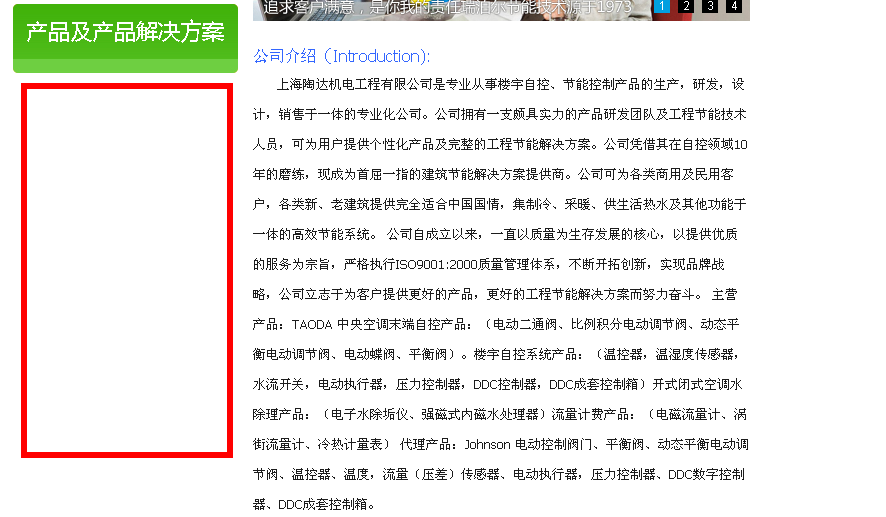 追求客户满意，是你我的责任瑞泊尔节能技术源于1973
1 2 3 4
产品及产品解决方案
公司介绍（Introduction):
上海陶达机电工程有限公司是专业从事楼宇自控、节能控制产品的生产，研发，设
计，销售于一体的专业化公司。公司拥有一支颇具实力的产品研发团队及工程节能技术
人员，可为用户提供个性化产品及完整的工程节能解决方案。公司凭借其在自控领域10
年的磨练，现成为首屈一指的建筑节能解决方案提供商。公司可为各类商用及民用客
户，各类新、老建筑提供完全适合中国国情，集制冷、采暖、供生活热水及其他功能于
一体的高效节能系统。 公司自成立以来，一直以质量为生存发展的核心，以提供优质
的服务为宗旨，严格执行ISO9001:2000质量管理体系，不断开拓创新，实现品牌战
略，公司立志于为客户提供更好的产品，更好的工程节能解决方案而努力奋斗。 主营
产品：TAODA 中央空调末端自控产品：（电动二通阀、比例积分电动调节阀、动态平
衡电动调节阀、电动蝶阀、平衡阀）。楼宇自控系统产品：（温控器，温湿度传感器，
水流开关，电动执行器，压力控制器，DDC控制器，DDC成套控制箱）开式闭式空调水
除理产品：（电子水除垢仪、强磁式内磁水处理器）流量计费产品：（电磁流量计、涡
街流量计、冷热计量表） 代理产品：Johnson 电动控制阀门、平衡阀、动态平衡电动调
节阀、温控器、温度，流量（压差）传感器、电动执行器，压力控制器、DDC数字控制
器、DDC成套控制箱。